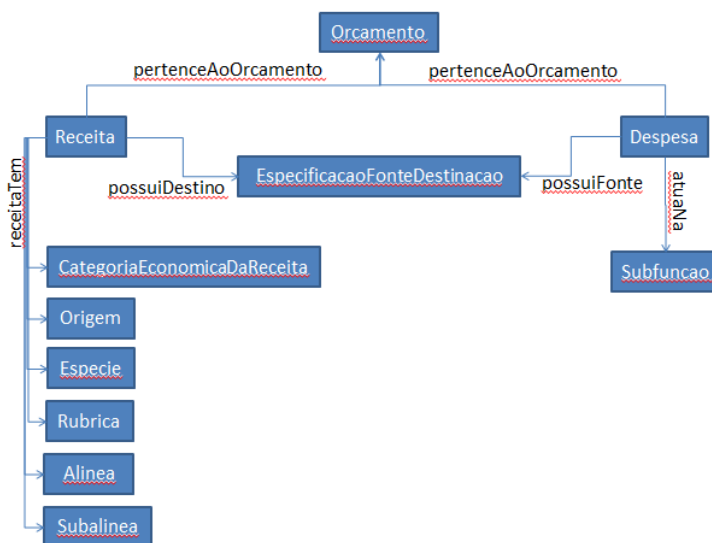 Orcamento
pertenceAoOrcamento
pertenceAoOrcamento
Receita
Despesa
receitaTem
possuiDestino
EspecificacaoFonteDestinacao
possuiFonte
atuaNa
CategoriaEconomicaDaReceita
Subfuncao
Origem
Especie
Rubrica
Alinea
Subalinea